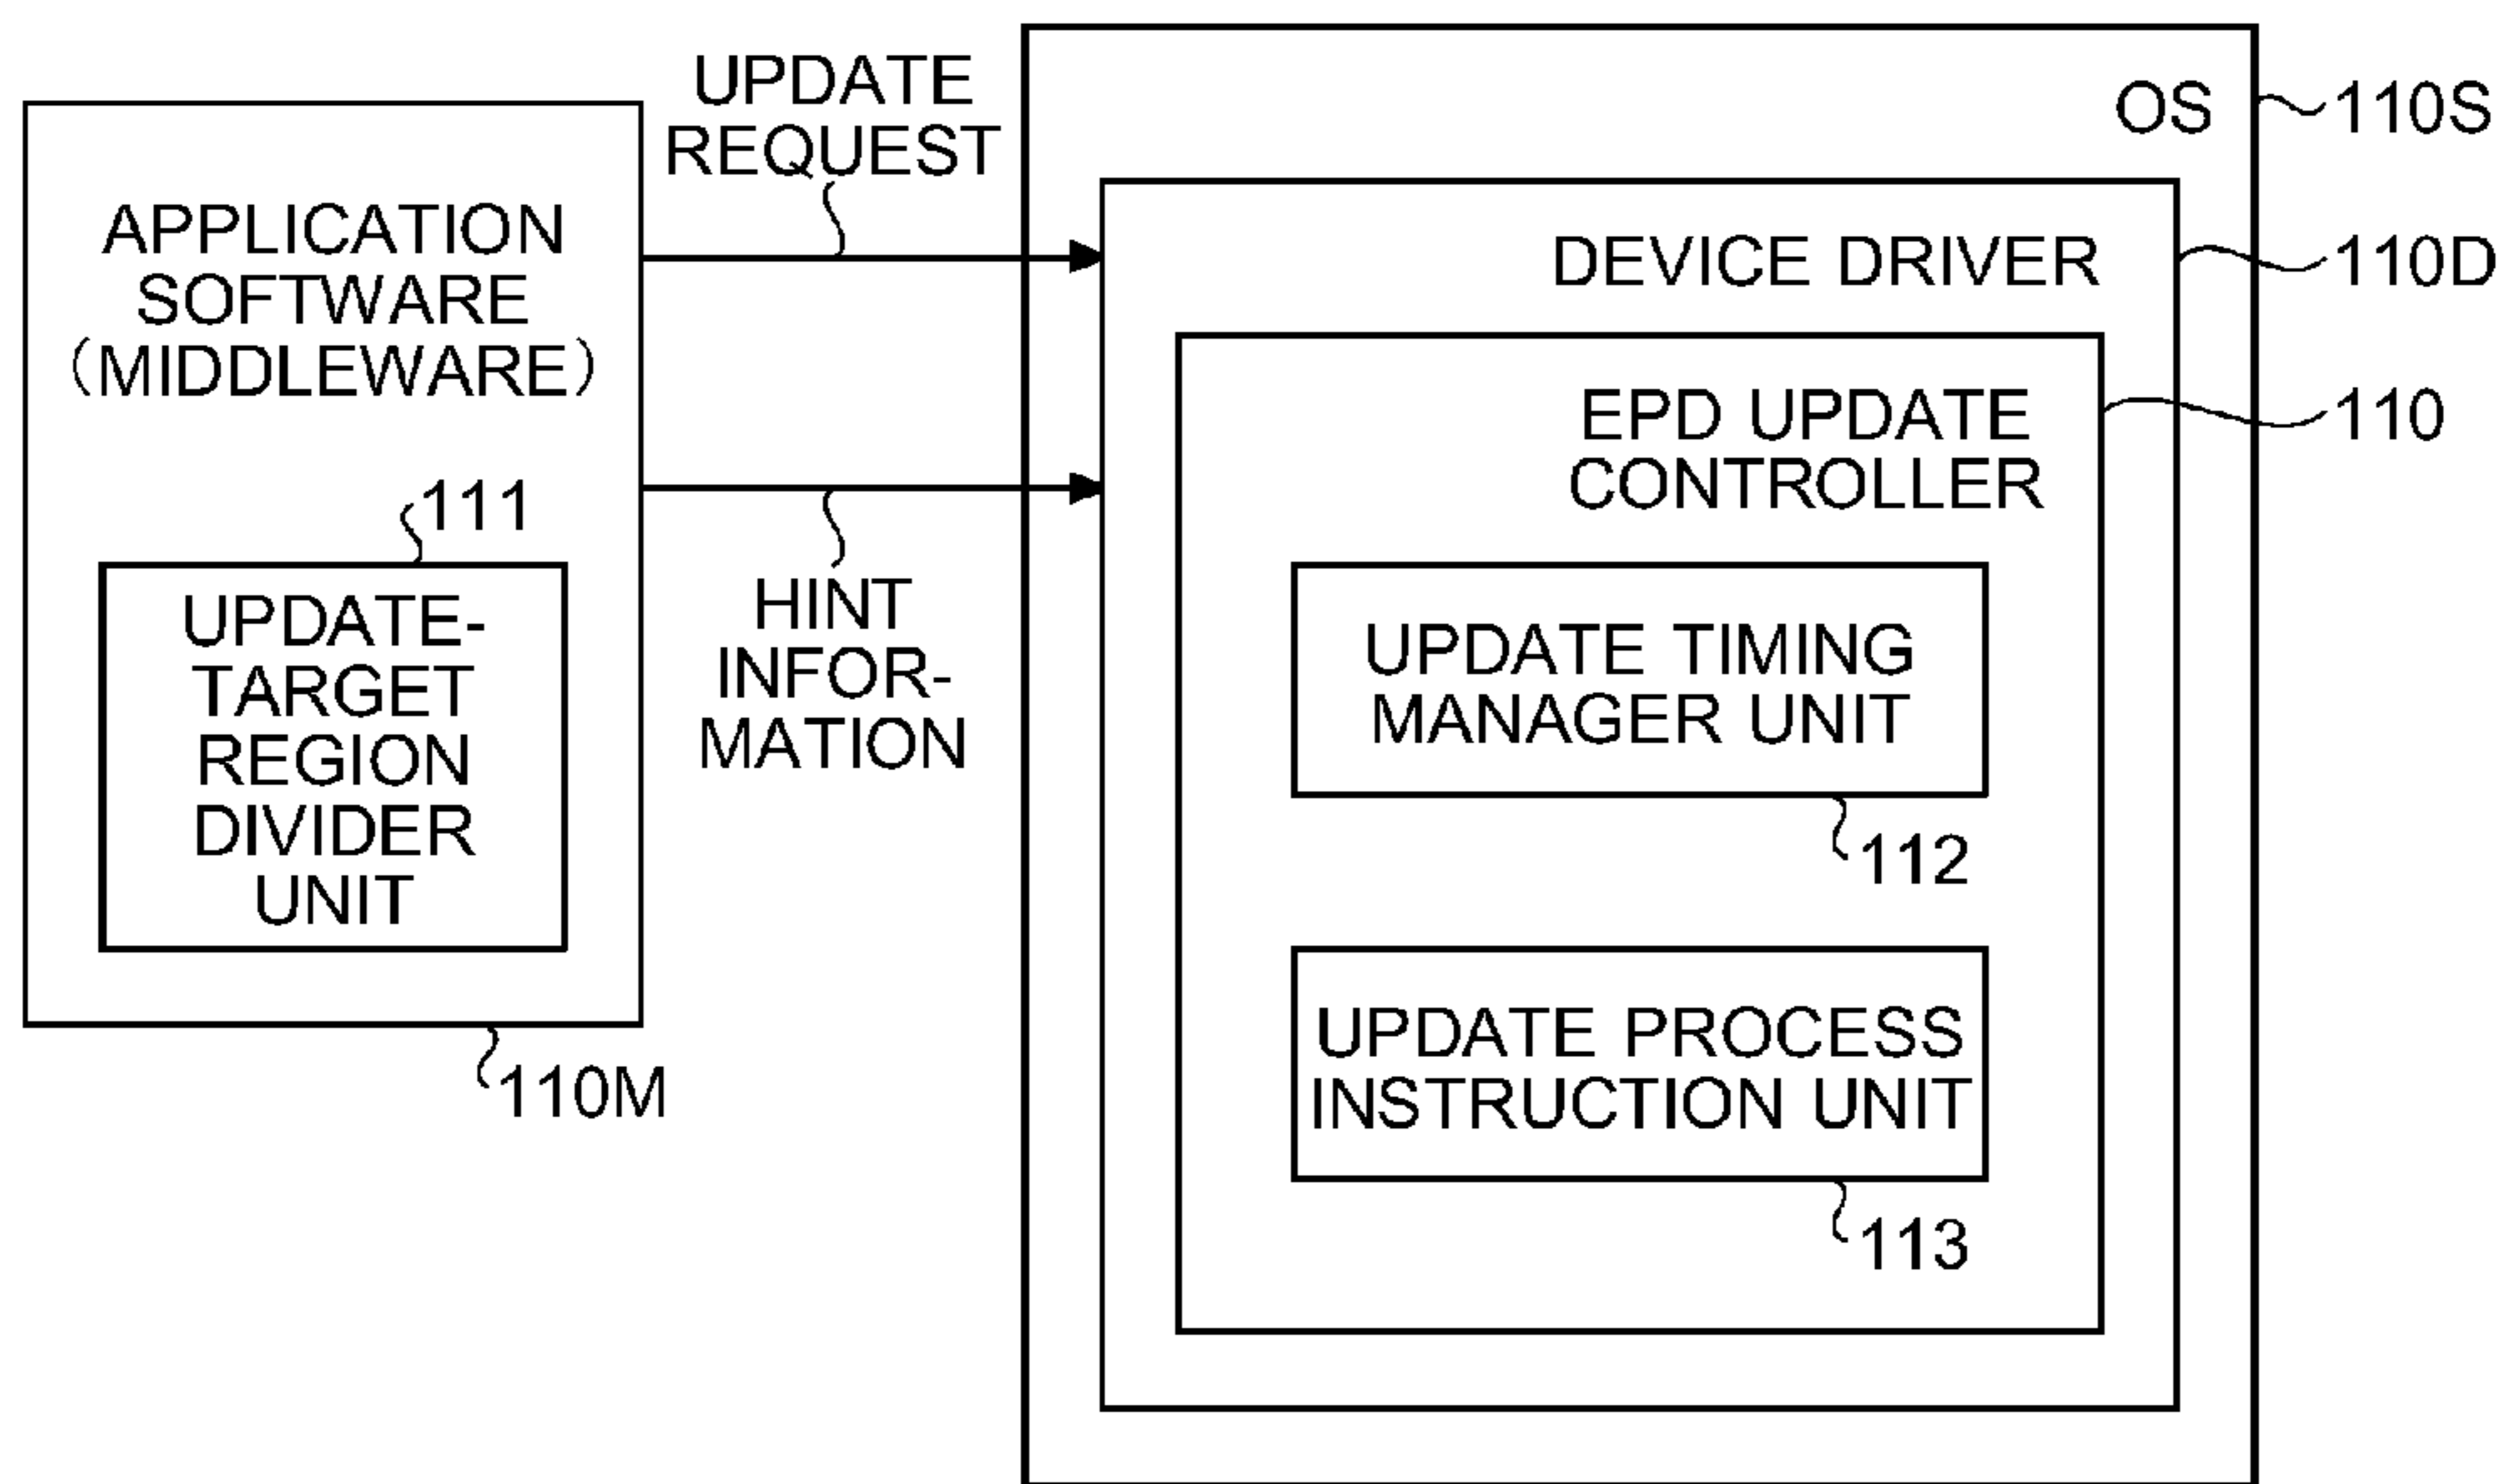 APPLICATION
SOFTWARE
(MIDDLEWARE)
111
UPDATE-
TARGET
REGION
DIVIDER
UNIT
110M
UPDATE
REQUEST
HINT
INFOR-
MATION
OS
110S
DEVICE DRIVER
110D
EPD UPDATE
CONTROLLER
110
UPDATE TIMING
MANAGER UNIT
112
UPDATE PROCESS
INSTRUCTION UNIT
113